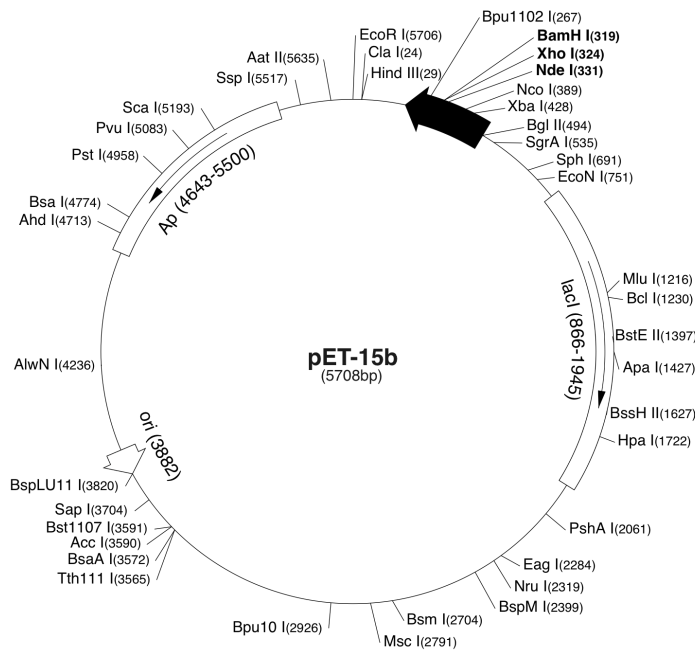 Bpu1102 I(267)
EcoR I(5706)
BamH I(319)
Cla I(24)
Xho I(324)
Aat II(5635)
Hind III(29)
Nde I(331)
Ssp I(5517)
Nco I(389)
Sca I(5193)
Xba I(428)
Pvu I(5083)
Bgl II(494)
SgrA I(535)
Pst I(4958)
Sph I(691)
EcoN I(751)
Bsa I(4774)
Ahd I(4713)
Ap (4643-5500)
Mlu I(1216)
Bcl I(1230)
lacI (866-1945)
BstE II(1397)
pET-15b
(5708bp)
AlwN I(4236)
Apa I(1427)
BssH II(1627)
ori (3882)
Hpa I(1722)
BspLU11 I(3820)
Sap I(3704)
Bst1107 I(3591)
PshA I(2061)
Acc I(3590)
BsaA I(3572)
Eag I(2284)
Tth111 I(3565)
Nru I(2319)
BspM I(2399)
Bsm I(2704)
Bpu10 I(2926)
Msc I(2791)